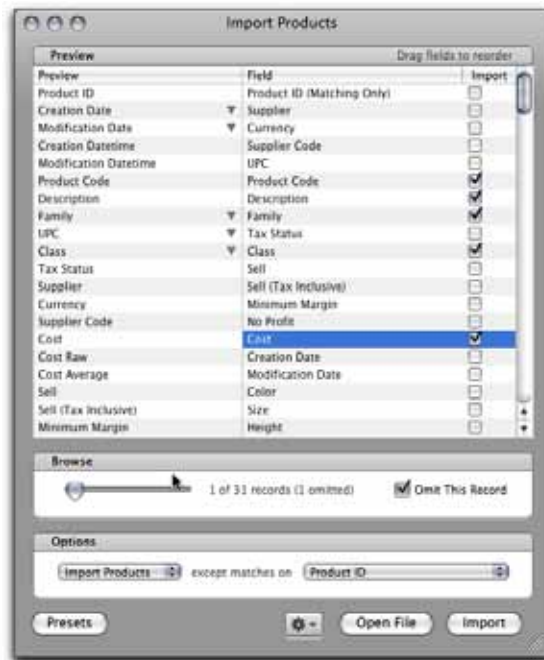 Import Products
Preview Drag fields to reorder
Preview Field Import
Product ID Product ID (Matching Only)
Creation Date Supplier
Modification Date Currency
Creation Datetime Supplier Code
Modification Datetime UPC
Product Code Product Code
Description Description
Family Family
UPC Tax Status
Class Class
Tax Status Sell
Supplier Sell (Tax Inclusive)
Currency Minimum Margin
Supplier Code No Profit
Cost Cost
Cost Raw Creation Date
Cost Average Modification Date
Sell Color
Sell (Tax Inclusive) Size
Minimum Margin Height
Browse
1 of 31 records (1 omitted) Omit This Record
Options
Import Products except matches on Product ID
Presets Open File Import